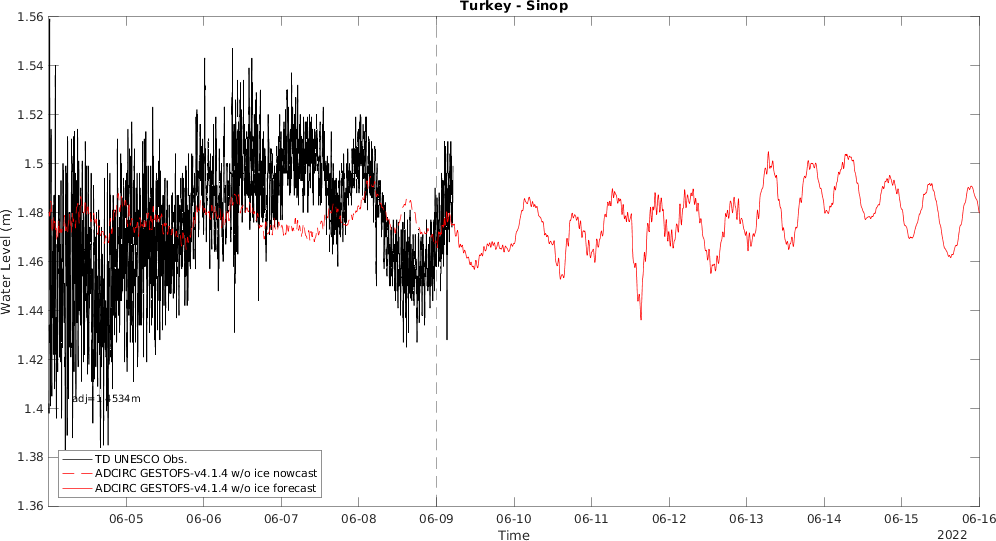 Turkey - Sinop
1.56
1.54
1.52
1.5
1.48
1.46
1.44
1.42
1.4
1.38
1.36
Water Level (m)
adj=1.4534m
TD UNESCO Obs.
ADCIRC GESTOFS-v4.1.4 w/o ice nowcast
ADCIRC GESTOFS-v4.1.4 w/o ice forecast
06-05 06-06 06-07 06-08 06-09 06-10 06-11 06-12 06-13 06-14 06-15 06-16
Time
2022